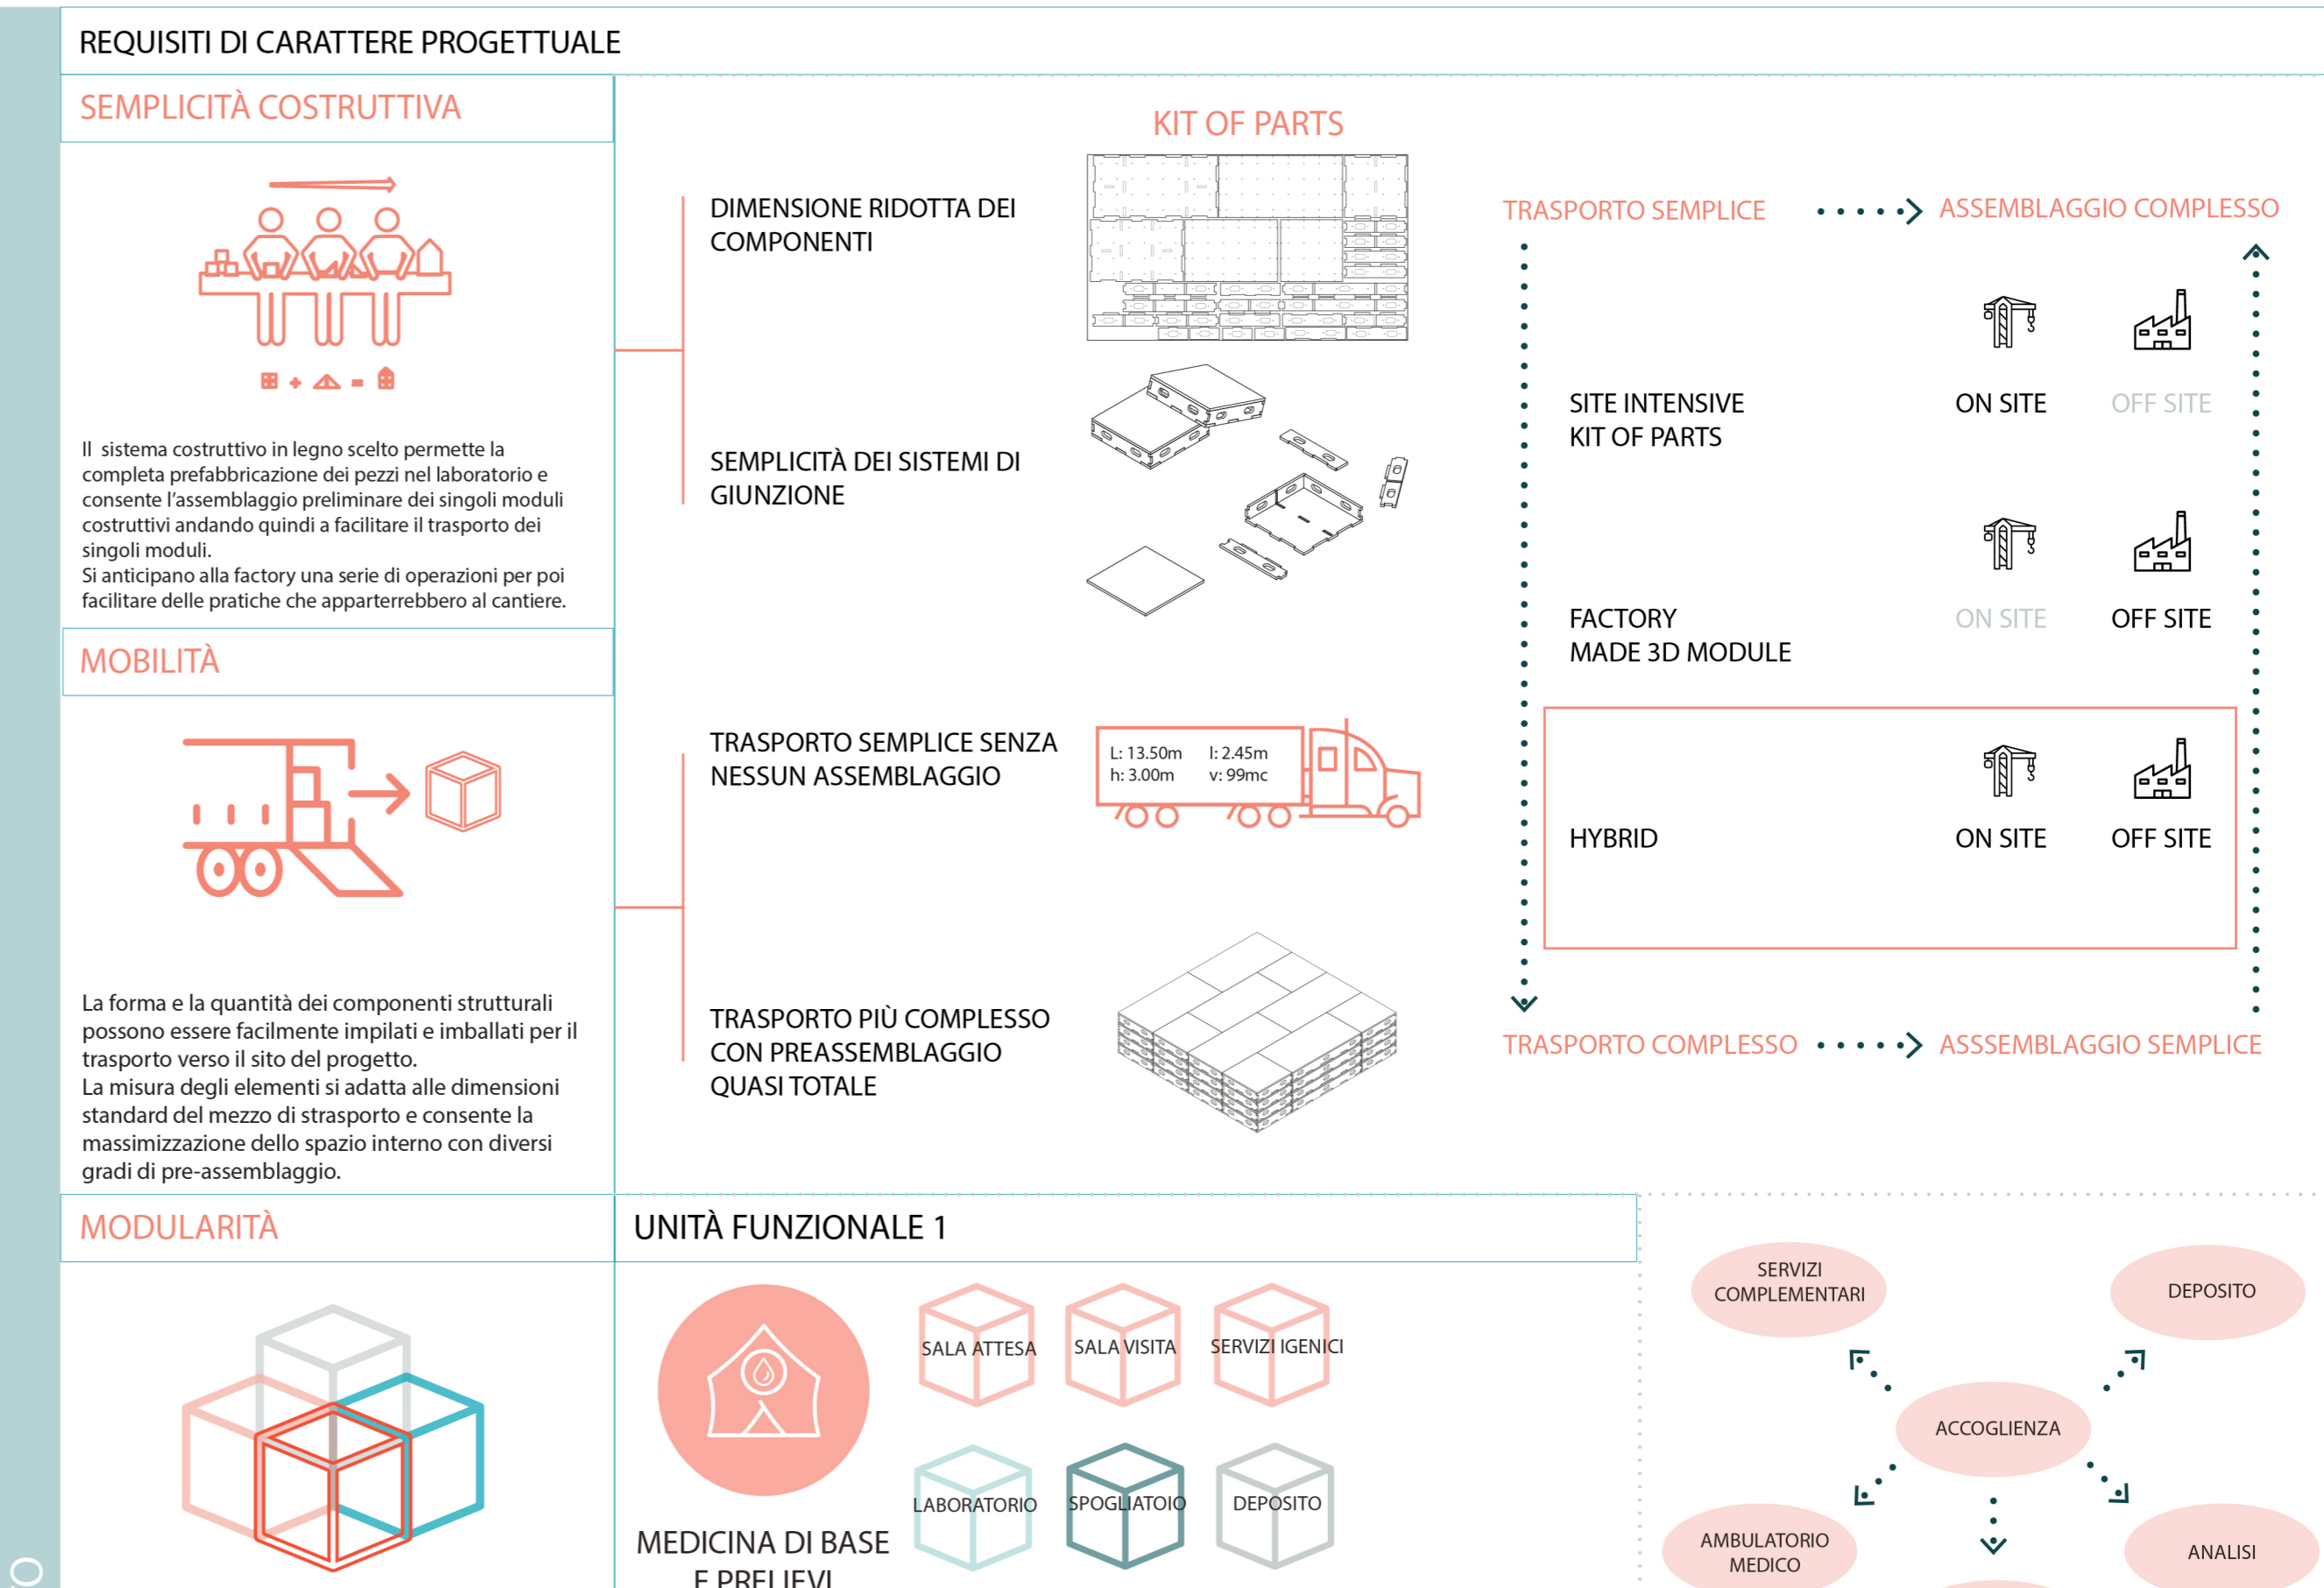 REQUISITI DI CARATTERE PROGETTUALE
SEMPLICITÀ COSTRUTTIVA
Il sistema costruttivo in legno scelto permette la
completa prefabbricazione dei pezzi nel laboratorio e
consente l'assemblaggio preliminare dei singoli moduli
costruttivi andando quindi a facilitare il trasporto dei
singoli moduli.
Si anticipano alla factory una serie di operazioni per poi
facilitare delle pratiche che apparterrebbero al cantiere.
KIT OF PARTS
DIMENSIONE RIDOTTA DEI
COMPONENTI
SEMPLICITÀ DEI SISTEMI DI
GIUNZIONE
MOBILITÀ
La forma e la quantità dei componenti strutturali
possono essere facilmente impilati e imballati per il
trasporto verso il sito del progetto.
La misura degli elementi si adatta alle dimensioni
standard del mezzo di strasporto e consente la
massimizzazione dello spazio interno con diversi
gradi di pre-assemblaggio.
TRASPORTO SEMPLICE SENZA
NESSUN ASSEMBLAGGIO
L: 13.50m l: 2.45m
h: 3.00m v: 99mc
TRASPORTO PIÙ COMPLESSO
CON PREASSEMBLAGGIO
QUASI TOTALE
TRASPORTO SEMPLICE ASSEMBLAGGIO COMPLESSO
SITE INTENSIVE
KIT OF PARTS
ON SITE OFF SITE
FACTORY
MADE 3D MODULE
ON SITE OFF SITE
HYBRID ON SITE OFF SITE
TRASPORTO COMPLESSO ASSSEMBLAGGIO SEMPLICE
MODULARITÀ
UNITÀ FUNZIONALE 1
SALA ATTESA SALA VISITA SERVIZI IGENICI
LABORATORIO SPOGLIATOIO DEPOSITO
MEDICINA DI BASE
E PRELIEVI
SERVIZI
COMPLEMENTARI
DEPOSITO
ACCOGLIENZA
AMBULATORIO
MEDICO
ANALISI